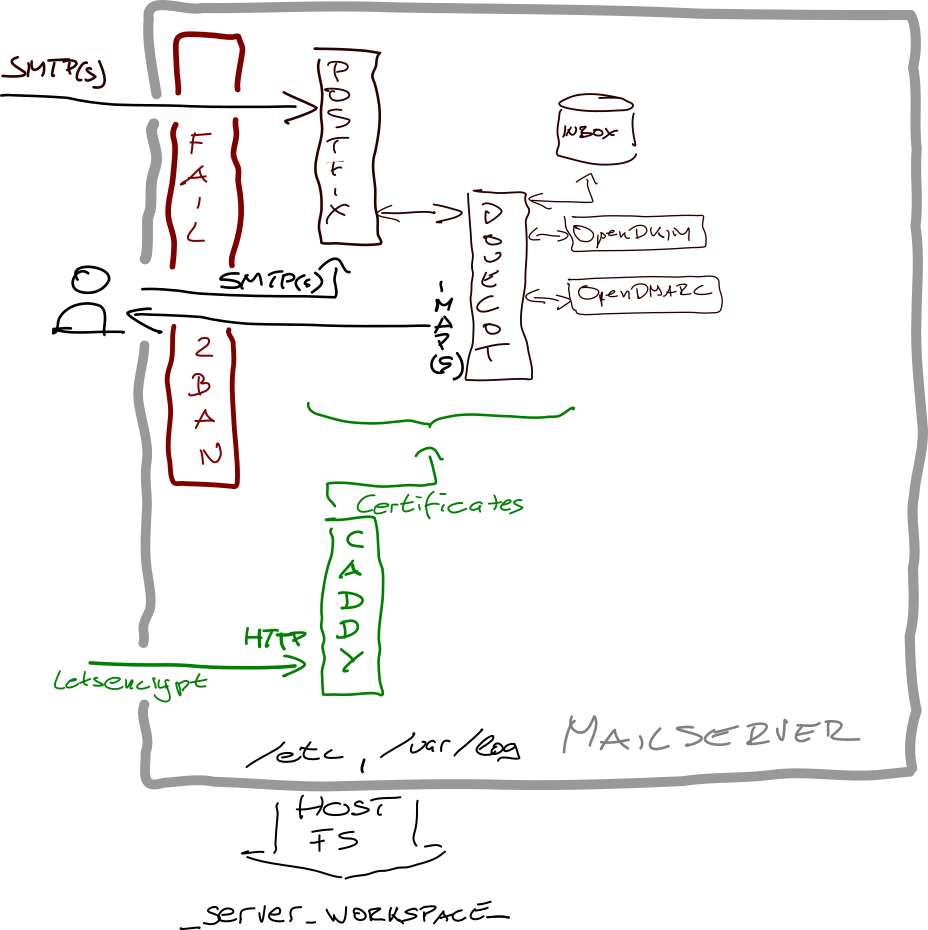 SMTP(s)
POSTFIX
FAIL
2BAN
INBOX
DOVECOT
OpenDKIM
OpenDMARC
SMTP(s)
IMAP(S)
Certificates
CADDY
HTTP
Letsencrypt
MAILSERVER
/etc, /var/log
HOST
FS
_server_WORKSPACE_